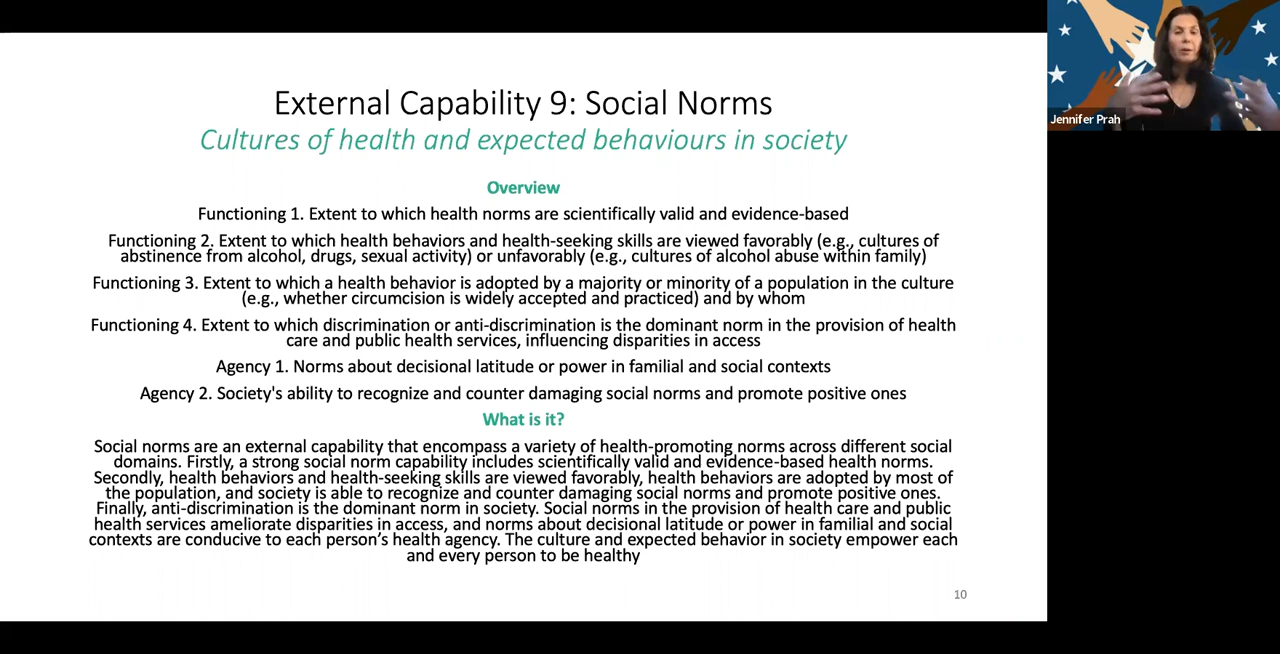 External Capability 9: Social Norms
Cultures of health and expected behaviours in society
Overview
Functioning 1. Extent to which health norms are scientifically valid and evidence-based
Functioning 2. Extent to which health behaviors and health-seeking skills are viewed favorably (e.g., cultures of
abstinence from alcohol, drugs, sexual activity) or unfavorably (e.g., cultures of alcohol abuse within family)
Functioning 3. Extent to which a health behavior is adopted by a majority or minority of a population in the culture
(e.g., whether circumcision is widely accepted and practiced) and by whom
Functioning 4. Extent to which discrimination or anti-discrimination is the dominant norm in the provision of health
care and public health services, influencing disparities in access
Agency 1. Norms about decisional latitude or power in familial and social contexts
Agency 2. Society's ability to recognize and counter damaging social norms and promote positive ones
What is it?
Social norms are an external capability that encompass a variety of health-promoting norms across different social
domains. Firstly, a strong social norm capability includes scientifically valid and evidence-based health norms.
Secondly, health behaviors and health-seeking skills are viewed favorably, health behaviors are adopted by most of
the population, and society is able to recognize and counter damaging social norms and promote positive ones.
Finally, anti-discrimination is the dominant norm in society. Social norms in the provision of health care and public
health services ameliorate disparities in access, and norms about decisional latitude or power in familial and social
contexts are conducive to each person's health agency. The culture and expected behavior in society empower each
and every person to be healthy
10
Jennifer Prah